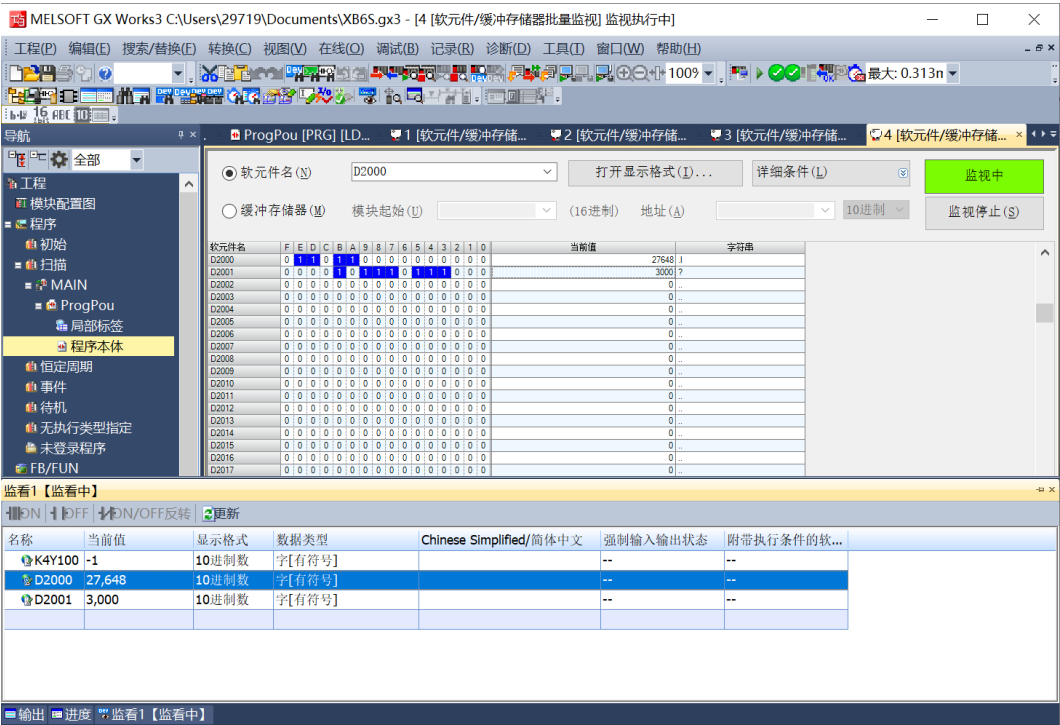 MELSOFT GX Works3 C:\Users\29719\Documents\XB6S.gx3 - [4 [软元件/缓冲存储器批量监视] 监视执行中]
工程(P) 编辑(E) 搜索/替换(F) 转换(C) 视图(V) 在线(O) 调试(B) 记录(R) 诊断(D) 工具(T) 窗口(W) 帮助(H)
100% 最大: 0.313n
16 ABC 10
导航
ProgPou [PRG] [LD... 1 [软元件/缓冲存储... 2 [软元件/缓冲存储... 3 [软元件/缓冲存储... 4 [软元件/缓冲存储...
全部
工程
模块配置图
程序
初始
扫描
MAIN
ProgPou
局部标签
程序本体
恒定周期
事件
待机
无执行类型指定
未登录程序
FB/FUN
软元件名(N) D2000 打开显示格式(I)... 详细条件(L) 监视中
缓冲存储器(M) 模块起始(U) (16进制) 地址(A) 10进制 监视停止(S)
软元件名 F E D C B A 9 8 7 6 5 4 3 2 1 0 当前值 字符串
D2000 0 1 1 0 1 1 0 0 0 0 0 0 0 0 0 0 27648 .l
D2001 0 0 0 0 1 0 1 1 1 0 1 1 1 0 0 0 3000 ?
D2002 0 0 0 0 0 0 0 0 0 0 0 0 0 0 0 0 0 ..
D2003 0 0 0 0 0 0 0 0 0 0 0 0 0 0 0 0 0 ..
D2004 0 0 0 0 0 0 0 0 0 0 0 0 0 0 0 0 0 ..
D2005 0 0 0 0 0 0 0 0 0 0 0 0 0 0 0 0 0 ..
D2006 0 0 0 0 0 0 0 0 0 0 0 0 0 0 0 0 0 ..
D2007 0 0 0 0 0 0 0 0 0 0 0 0 0 0 0 0 0 ..
D2008 0 0 0 0 0 0 0 0 0 0 0 0 0 0 0 0 0 ..
D2009 0 0 0 0 0 0 0 0 0 0 0 0 0 0 0 0 0 ..
D2010 0 0 0 0 0 0 0 0 0 0 0 0 0 0 0 0 0 ..
D2011 0 0 0 0 0 0 0 0 0 0 0 0 0 0 0 0 0 ..
D2012 0 0 0 0 0 0 0 0 0 0 0 0 0 0 0 0 0 ..
D2013 0 0 0 0 0 0 0 0 0 0 0 0 0 0 0 0 0 ..
D2014 0 0 0 0 0 0 0 0 0 0 0 0 0 0 0 0 0 ..
D2015 0 0 0 0 0 0 0 0 0 0 0 0 0 0 0 0 0 ..
D2016 0 0 0 0 0 0 0 0 0 0 0 0 0 0 0 0 0 ..
D2017 0 0 0 0 0 0 0 0 0 0 0 0 0 0 0 0 0 ..
监看1【监看中】
ON OFF ON/OFF反转 更新
名称 当前值 显示格式 数据类型 Chinese Simplified/简体中文 强制输入输出状态 附带执行条件的软...
K4Y100 -1 10进制数 字[有符号] -- --
D2000 27,648 10进制数 字[有符号] -- --
D2001 3,000 10进制数 字[有符号] -- --
输出 进度 监看1【监看中】